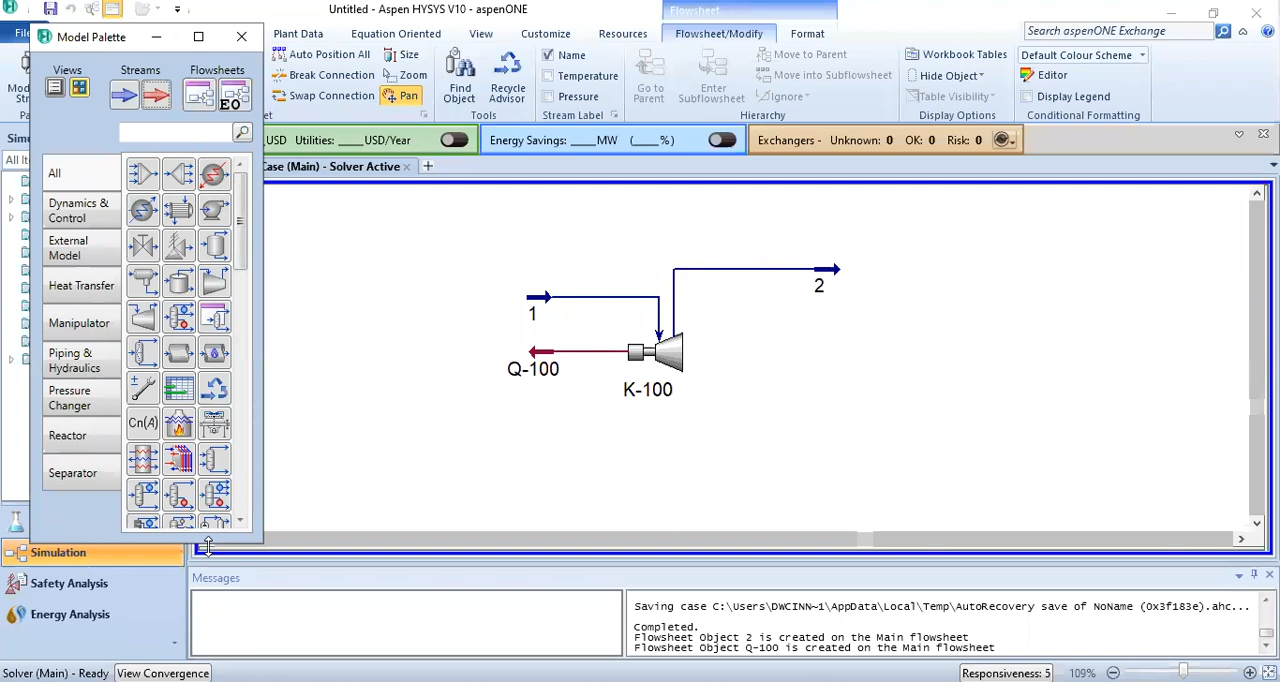 Untitled - Aspen HYSYS V10 - aspenONE
Flowsheet
Model Palette
Plant Data
Equation Oriented
View
Customize
Resources
Flowsheet/Modify
Format
Search aspenONE Exchange
Auto Position All
Size
Break Connection
Zoom
Swap Connection
Pan
Find Object
Recycle Advisor
Tools
Name
Temperature
Pressure
Stream Label
Go to Parent
Enter Subflowsheet
Move to Parent
Move into Subflowsheet
Ignore
Hierarchy
Workbook Tables
Hide Object
Table Visibility
Display Options
Default Colour Scheme
Editor
Display Legend
Conditional Formatting
USD Utilities: ____USD/Year
Energy Savings: ____MW (____%)
Exchangers - Unknown: 0 OK: 0 Risk: 0
Case (Main) - Solver Active
Views
Streams
Flowsheets
EO
All
Dynamics & Control
External Model
Heat Transfer
Manipulator
Piping & Hydraulics
Pressure Changer
Reactor
Separator
Cn(A)
1
2
Q-100
K-100
Simulation
Safety Analysis
Energy Analysis
Messages
Saving case C:\Users\DWCINN~1\AppData\Local\Temp\AutoRecovery save of NoName (0x3f183e).ahc...
Completed.
Flowsheet Object 2 is created on the Main flowsheet
Flowsheet Object Q-100 is created on the Main flowsheet
Solver (Main) - Ready
View Convergence
Responsiveness: 5
109%